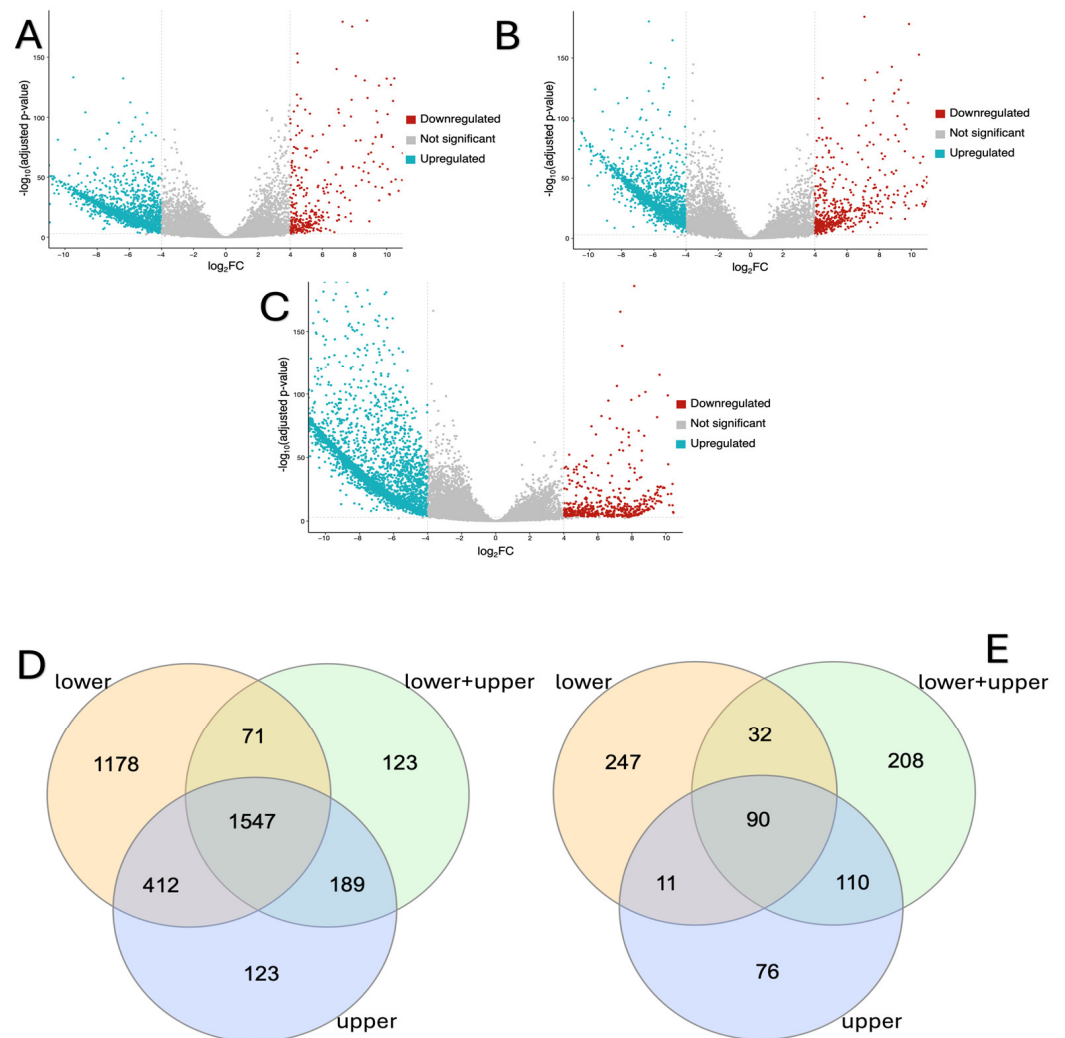 A
-log10(adjusted p-value)
150
100
50
0
−10 −8 −6 −4 −2 0 2 4 6 8 10
log2FC
Downregulated
Not significant
Upregulated
B
-log10(adjusted p-value)
150
100
50
0
−10 −8 −6 −4 −2 0 2 4 6 8 10
log2FC
Downregulated
Not significant
Upregulated
C
-log10(adjusted p-value)
150
100
50
0
−10 −8 −6 −4 −2 0 2 4 6 8 10
log2FC
Downregulated
Not significant
Upregulated
D
lower
lower+upper
71
1178
123
1547
412
189
123
upper
E
lower
lower+upper
32
247
208
90
11
110
76
upper